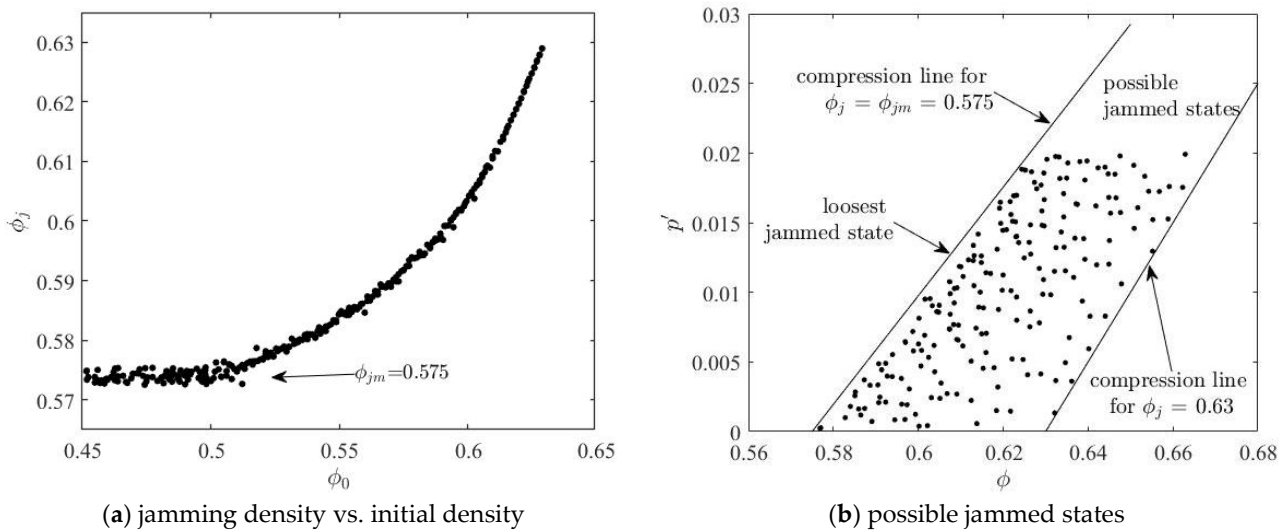 0.63
0.62
0.61
0.6
0.59
0.58
0.57
ϕj
ϕjm=0.575
0.45
0.5
0.55
0.6
0.65
ϕ0
(a) jamming density vs. initial density
0.03
0.025
0.02
0.015
0.01
0.005
0
p′
compression line for
ϕj = ϕjm = 0.575
possible
jammed states
loosest
jammed state
compression line
for ϕj = 0.63
0.56
0.58
0.6
0.62
0.64
0.66
0.68
ϕ
(b) possible jammed states